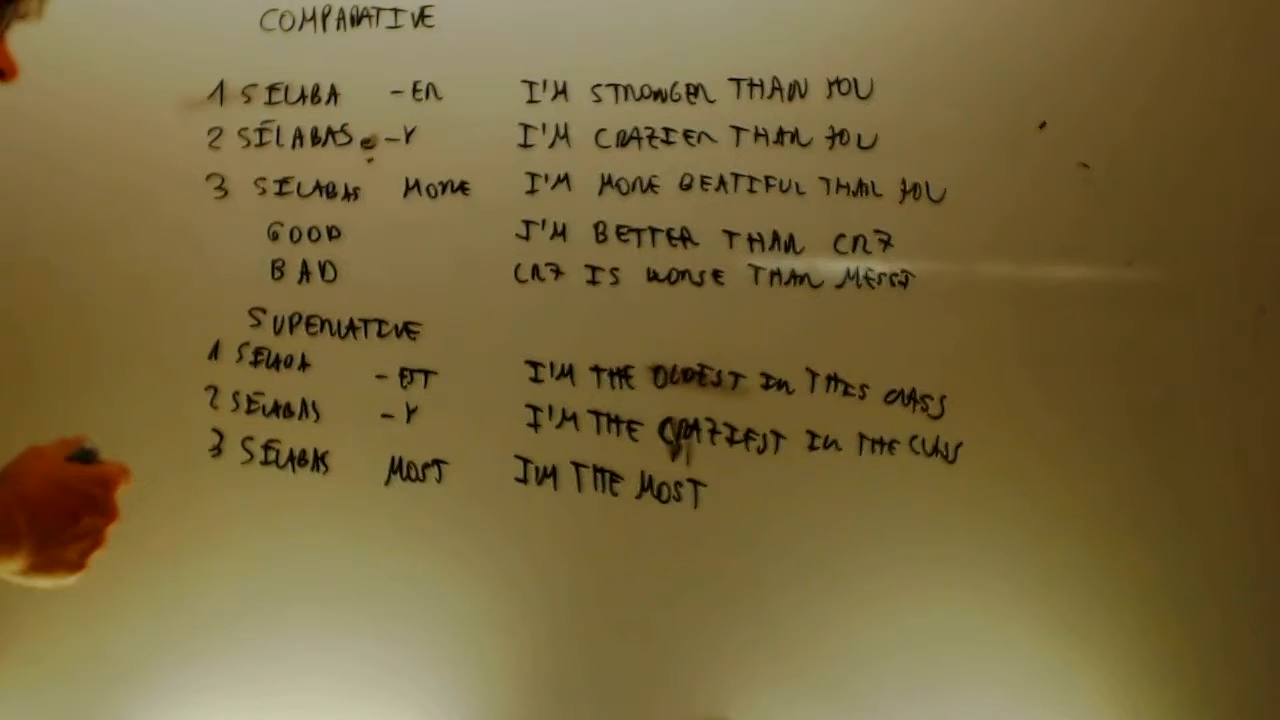 COMPARATIVE
1 SÍLABA -ER I'M STRONGER THAN YOU
2 SÍLABAS -Y I'M CRAZIER THAN YOU
3 SÍLABAS MORE I'M MORE BEATIFUL THAN YOU
GOOD I'M BETTER THAN CR7
BAD CR7 IS WORSE THAN MESSI
SUPERLATIVE
1 SÍLABA -EST I'M THE OLDEST IN THIS CLASS
2 SÍLABAS -Y I'M THE CRAZIEST IN THE CLASS
3 SÍLABAS MOST I'M THE MOST